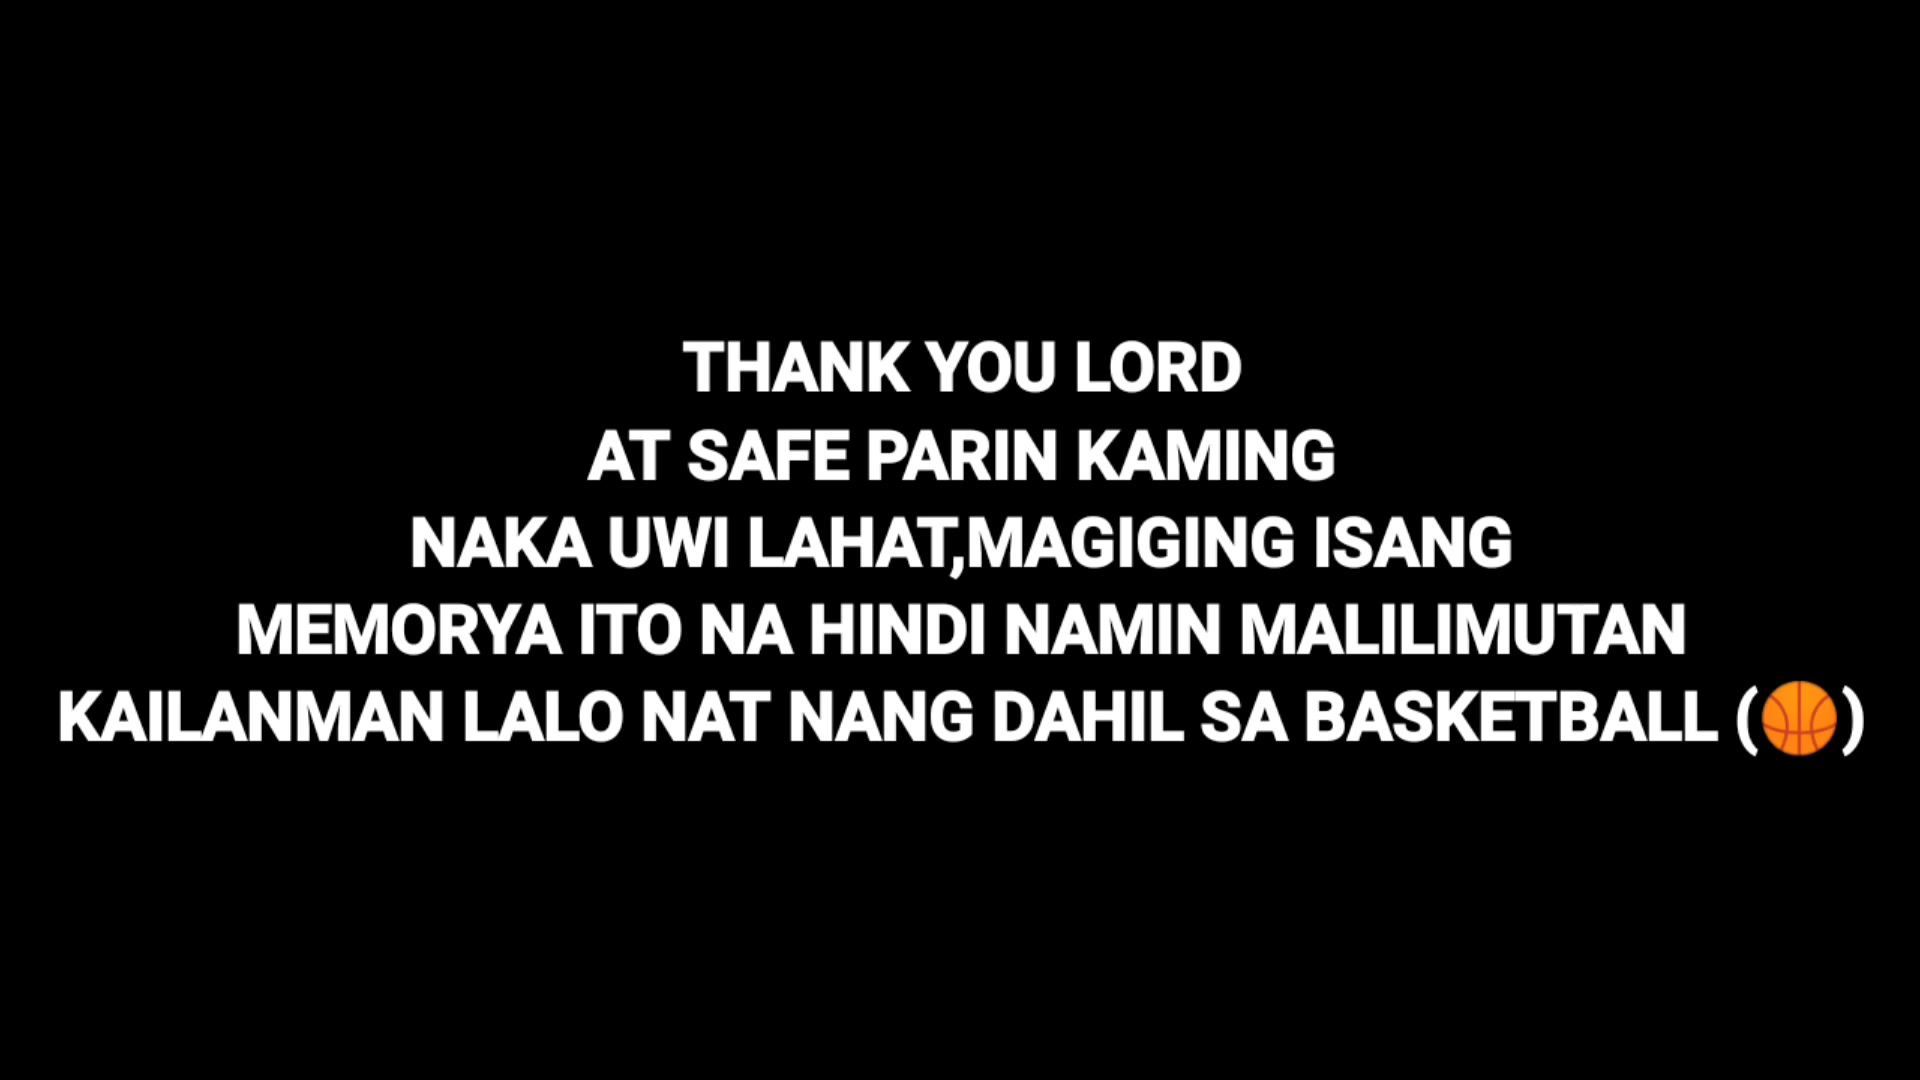 THANK YOU LORD
AT SAFE PARIN KAMING
NAKA UWI LAHAT,MAGIGING ISANG
MEMORYA ITO NA HINDI NAMIN MALILIMUTAN
KAILANMAN LALO NAT NANG DAHIL SA BASKETBALL (🏀)